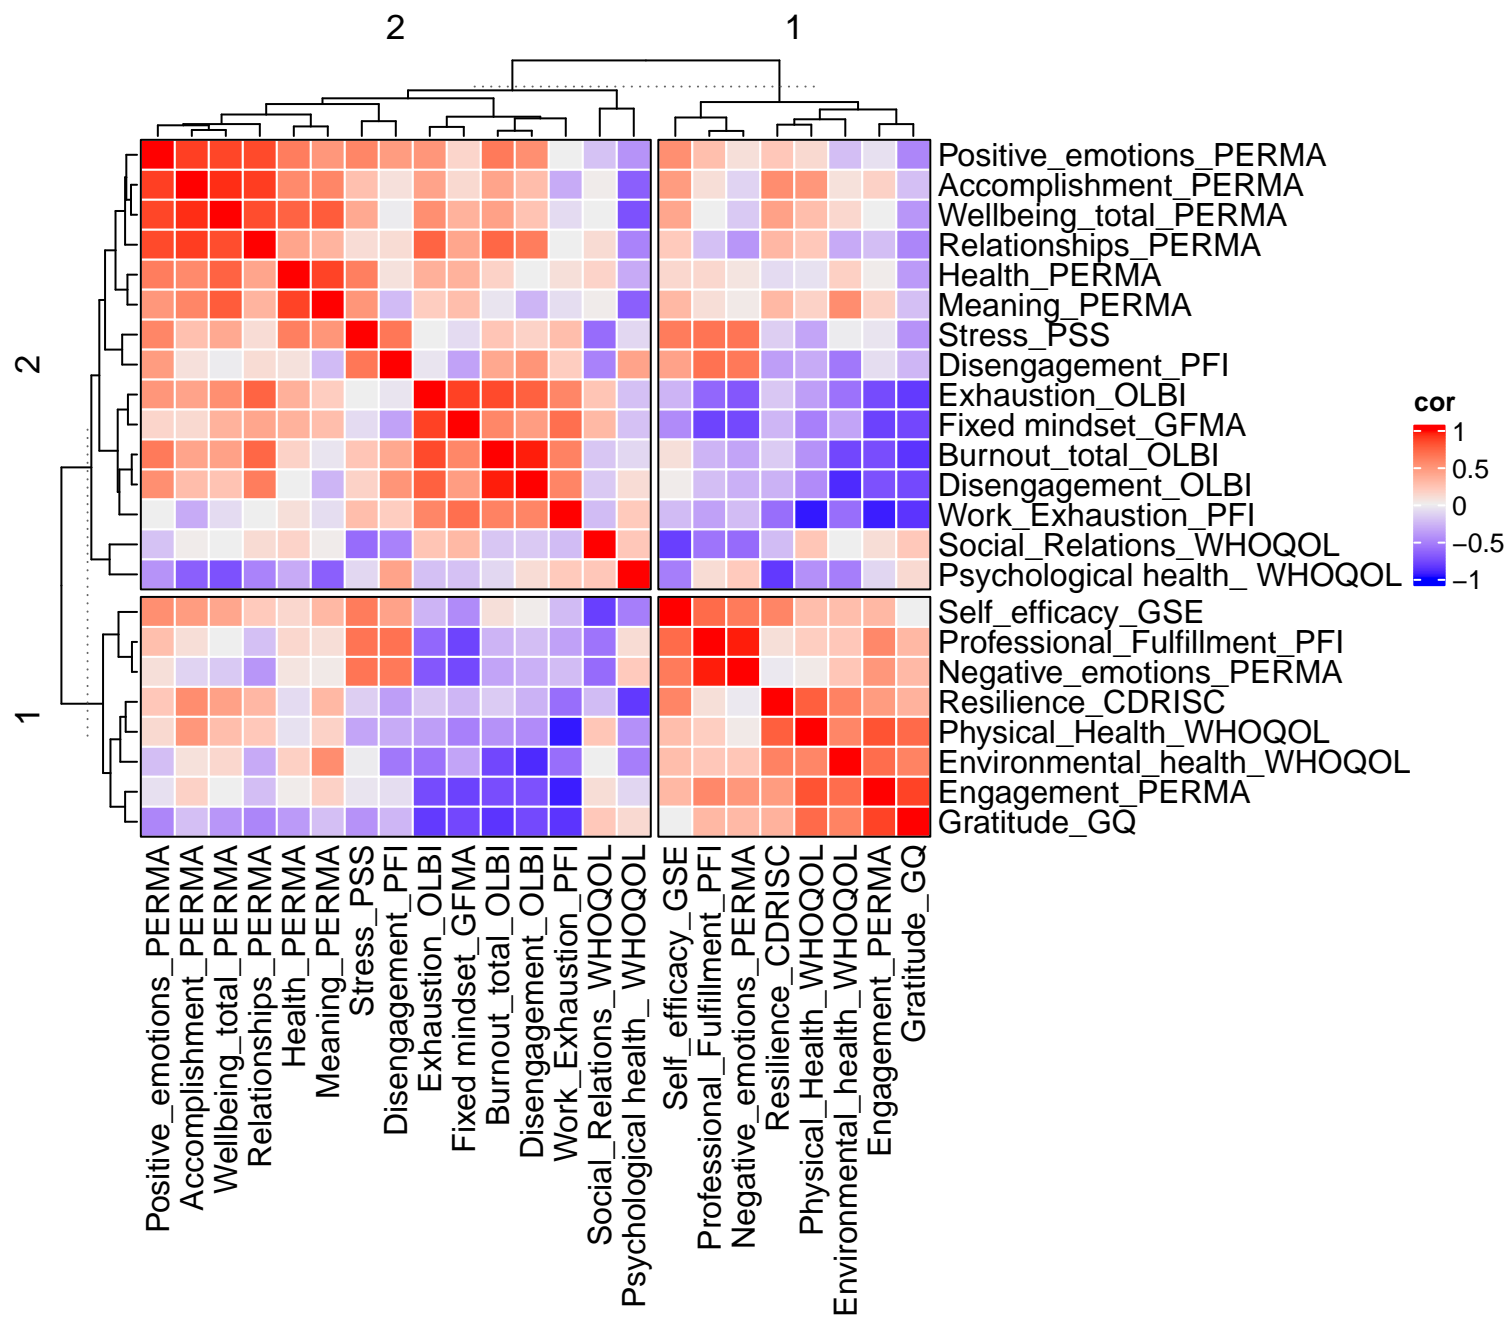 2 1
2
1
Positive_emotions_PERMA
Accomplishment_PERMA
Wellbeing_total_PERMA
Relationships_PERMA
Health_PERMA
Meaning_PERMA
Stress_PSS
Disengagement_PFI
Exhaustion_OLBI
Fixed mindset_GFMA
Burnout_total_OLBI
Disengagement_OLBI
Work_Exhaustion_PFI
Social_Relations_WHOQOL
Psychological health_ WHOQOL
Self_efficacy_GSE
Professional_Fulfillment_PFI
Negative_emotions_PERMA
Resilience_CDRISC
Physical_Health_WHOQOL
Environmental_health_WHOQOL
Engagement_PERMA
Gratitude_GQ
cor
1
0.5
0
−0.5
−1
Positive_emotions_PERMA
Accomplishment_PERMA
Wellbeing_total_PERMA
Relationships_PERMA
Health_PERMA
Meaning_PERMA
Stress_PSS
Disengagement_PFI
Exhaustion_OLBI
Fixed mindset_GFMA
Burnout_total_OLBI
Disengagement_OLBI
Work_Exhaustion_PFI
Social_Relations_WHOQOL
Psychological health_ WHOQOL
Self_efficacy_GSE
Professional_Fulfillment_PFI
Negative_emotions_PERMA
Resilience_CDRISC
Physical_Health_WHOQOL
Environmental_health_WHOQOL
Engagement_PERMA
Gratitude_GQ